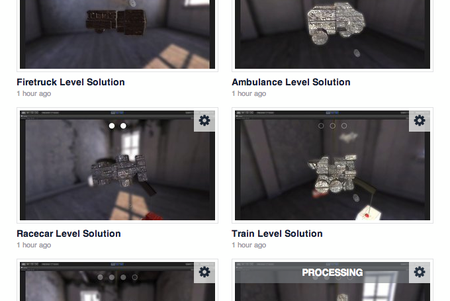 Firetruck Level Solution
Ambulance Level Solution
1 hour ago
1 hour ago
Racecar Level Solution
Train Level Solution
1 hour ago
1 hour ago
PROCESSING